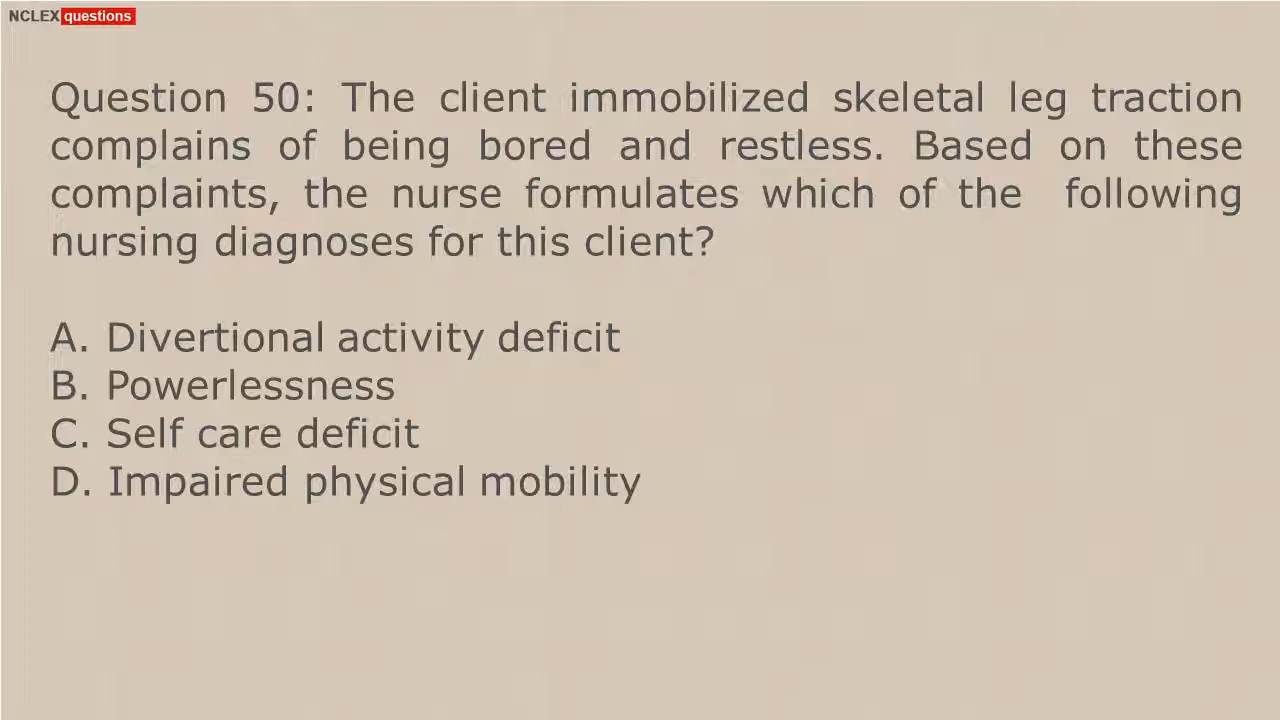 NCLEX questions
Question 50: The client immobilized skeletal leg traction
complains of being bored and restless. Based on these
complaints, the nurse formulates which of the following
nursing diagnoses for this client?
A. Divertional activity deficit
B. Powerlessness
C. Self care deficit
D. Impaired physical mobility